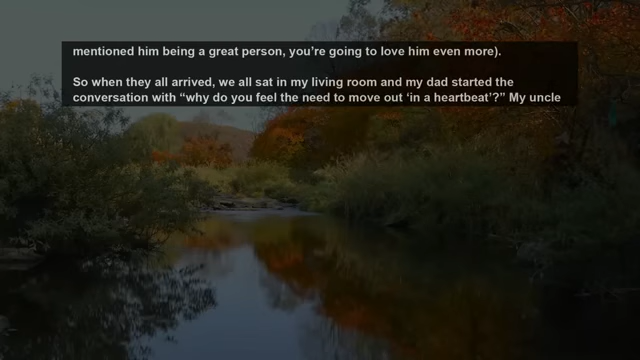 mentioned him being a great person, you’re going to love him even more).
So when they all arrived, we all sat in my living room and my dad started the
conversation with “why do you feel the need to move out ‘in a heartbeat’?” My uncle